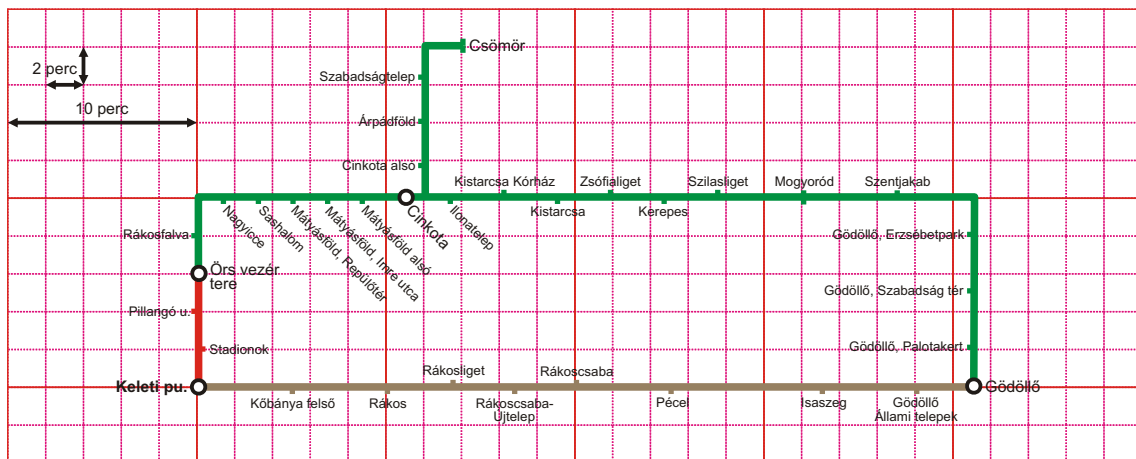 Csömör
2 perc
Szabadságtelep
10 perc
Árpádföld
Cinkota alsó
Kistarcsa Kórház
Zsófialiget
Szilasliget
Mogyoród
Szentjakab
Nagyicce
Sashalom
Mátyásföld, Repülőtér
Mátyásföld, Imre utca
Mátyásföld alsó
Cinkota
Ilonatelep
Kistarcsa
Kerepes
Rákosfalva
Gödöllő, Erzsébetpark
Örs vezér
tere
Gödöllő, Szabadság tér
Pillangó u.
Stadionok
Gödöllő, Palotakert
Rákosliget
Rákoscsaba
Keleti pu.
Gödöllő
Kőbánya felső
Rákos
Rákoscsaba-
Újtelep
Pécel
Isaszeg
Gödöllő
Állami telepek